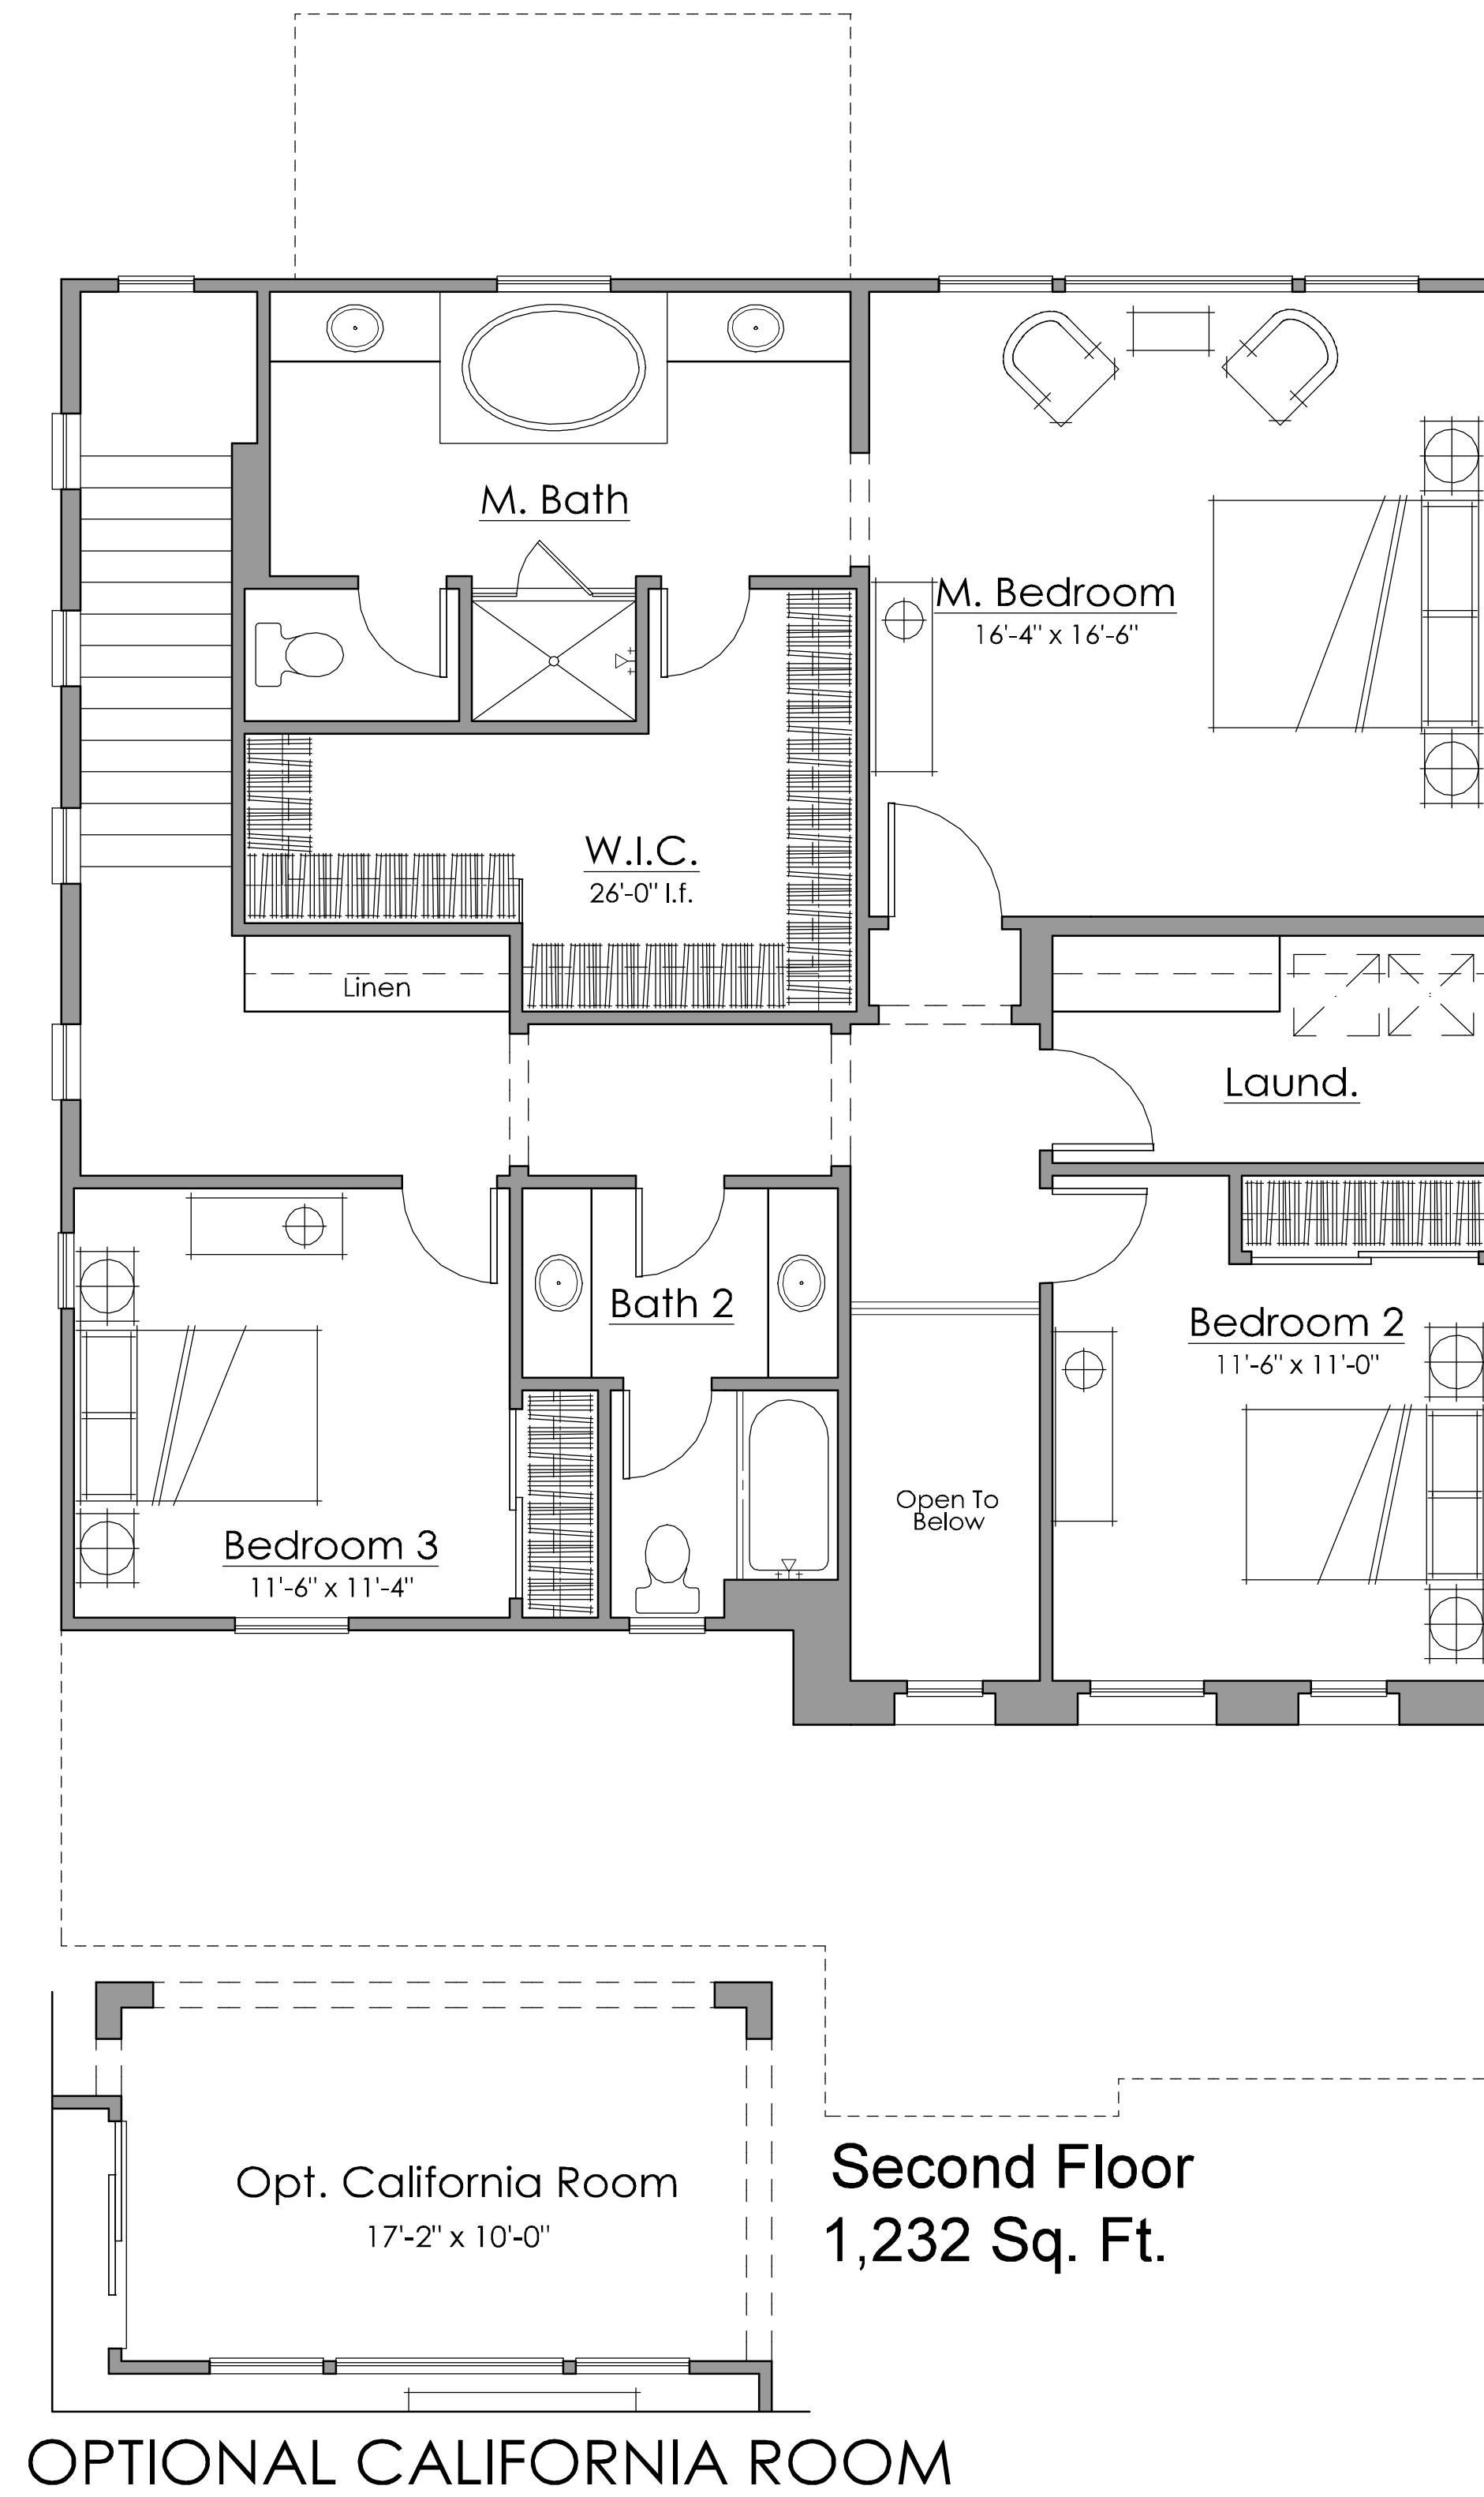 M. Bath
M. Bedroom
16'-4" x 16'-6"
W.I.C.
26'-0" l.f.
Linen
Laund.
Bath 2
Bedroom 2
11'-6" x 11'-0"
Open To
Below
Bedroom 3
11'-6" x 11'-4"
Second Floor
1,232 Sq. Ft.
Opt. California Room
17'-2" x 10'-0"
OPTIONAL CALIFORNIA ROOM